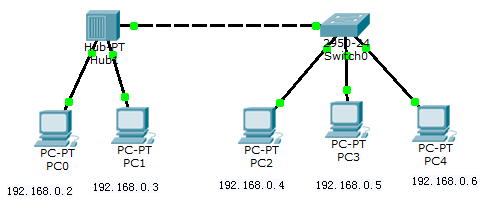 Hub-PT
Hub
2950-24
Switch0
PC-PT
PC0
PC-PT
PC1
PC-PT
PC2
PC-PT
PC3
PC-PT
PC4
192.168.0.2
192.168.0.3
192.168.0.4
192.168.0.5
192.168.0.6